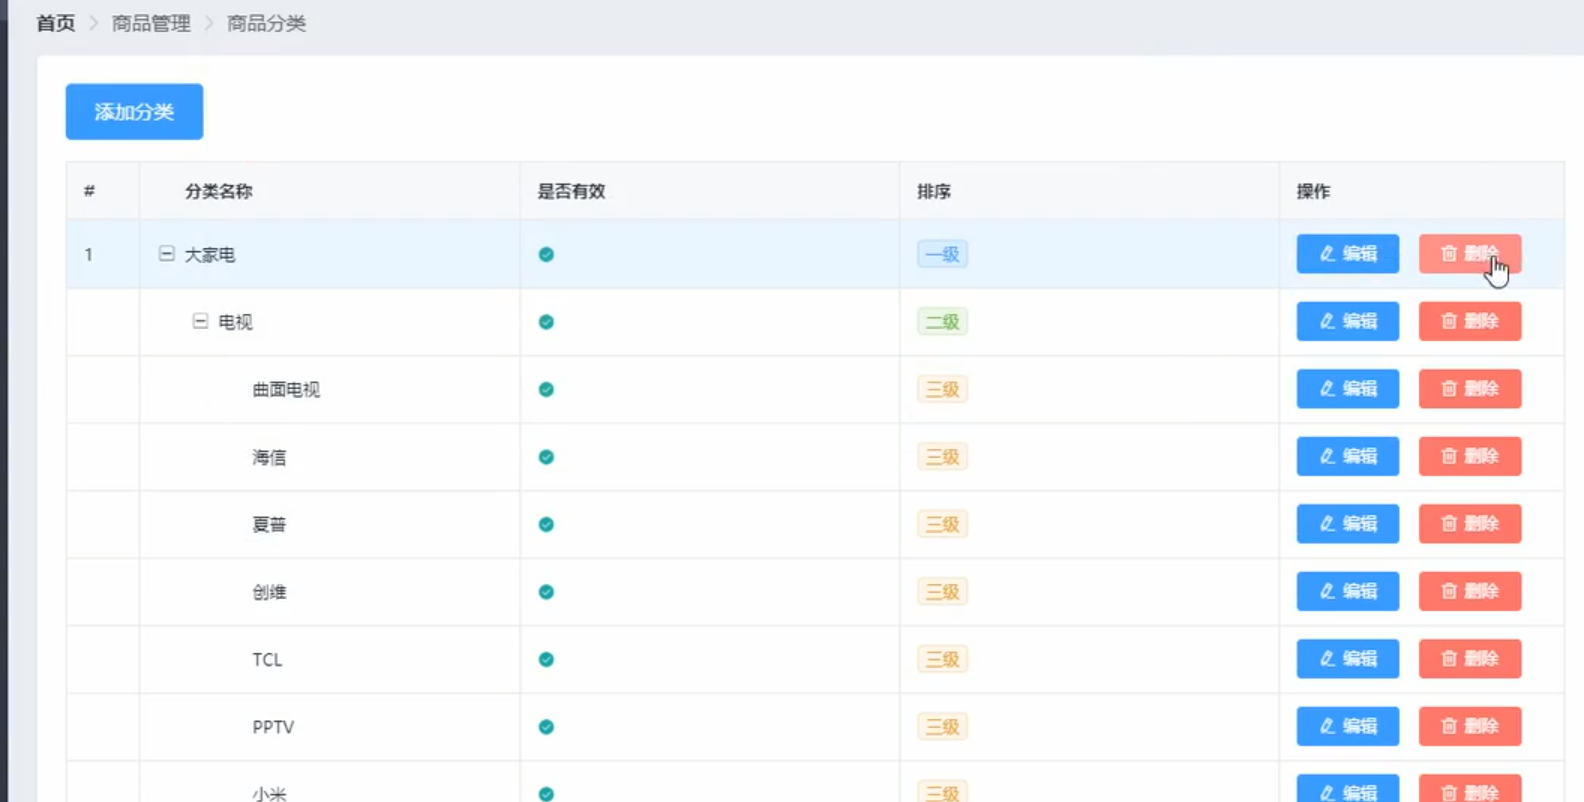 首页 > 商品管理 > 商品分类
添加分类
# 分类名称 是否有效 排序 操作
1 大家电 一级 编辑 删除
电视 二级 编辑 删除
曲面电视 三级 编辑 删除
海信 三级 编辑 删除
夏普 三级 编辑 删除
创维 三级 编辑 删除
TCL 三级 编辑 删除
PPTV 三级 编辑 删除
小米 三级 编辑 删除